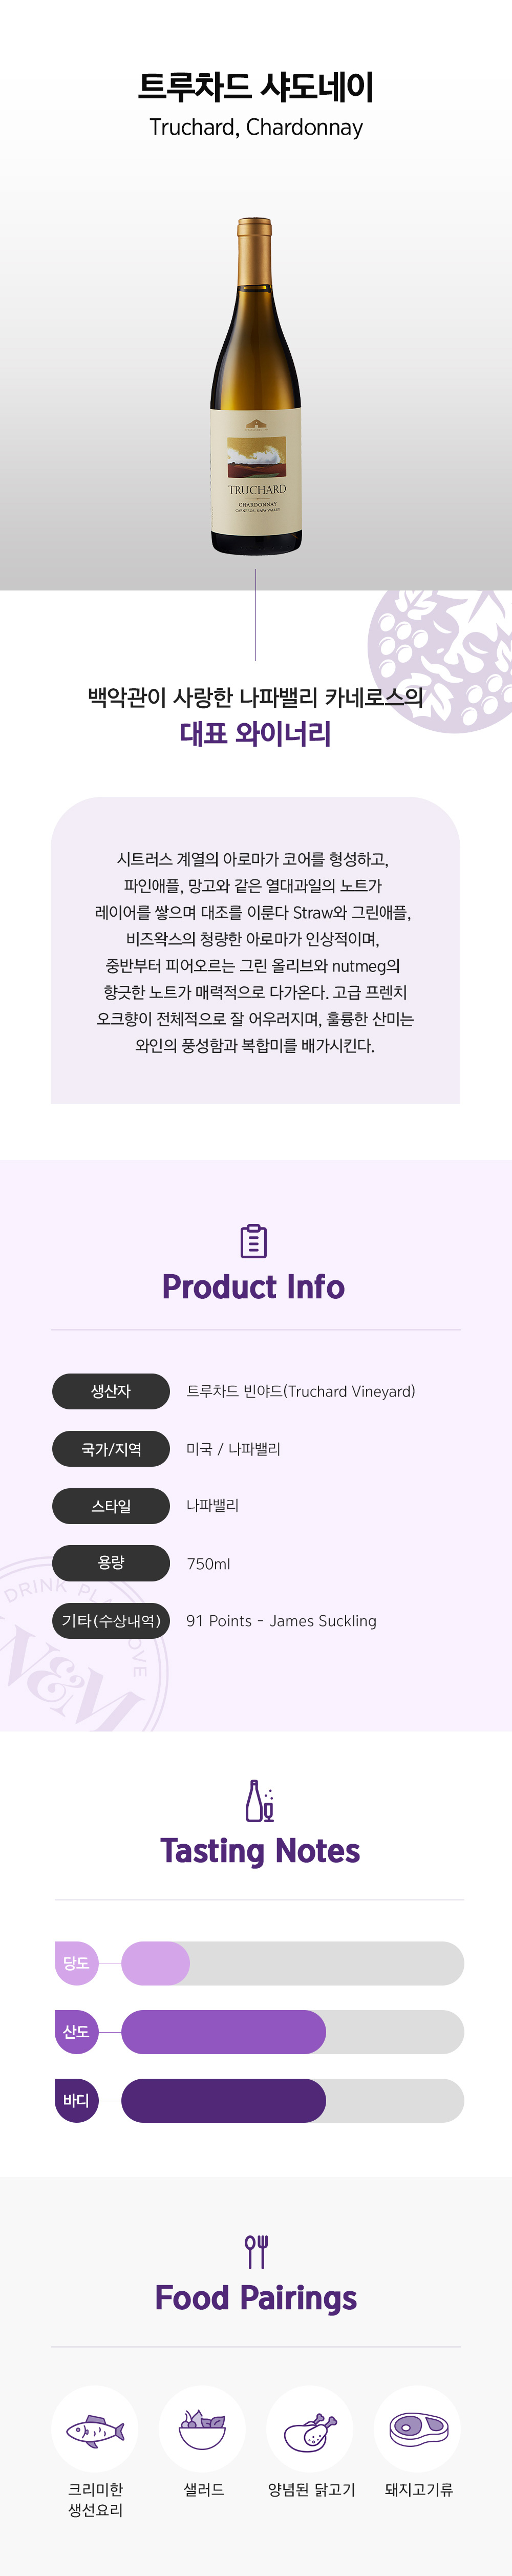 트루차드 샤도네이
Truchard, Chardonnay
TRUCHARD
CHARDONNAY
CARNEROS, NAPA VALLEY
백악관이 사랑한 나파밸리 카네로스의
대표 와이너리
시트러스 계열의 아로마가 코어를 형성하고,
파인애플, 망고와 같은 열대과일의 노트가
레이어를 쌓으며 대조를 이룬다 Straw와 그린애플,
비즈왁스의 청량한 아로마가 인상적이며,
중반부터 피어오르는 그린 올리브와 nutmeg의
향긋한 노트가 매력적으로 다가온다. 고급 프렌치
오크향이 전체적으로 잘 어우러지며, 훌륭한 산미는
와인의 풍성함과 복합미를 배가시킨다.
Product Info
생산자 트루차드 빈야드(Truchard Vineyard)
국가/지역 미국 / 나파밸리
스타일 나파밸리
용량 750ml
기타(수상내역) 91 Points - James Suckling
DRINK
W&M
Tasting Notes
당도
산도
바디
Food Pairings
크리미한
생선요리
샐러드
양념된 닭고기
돼지고기류